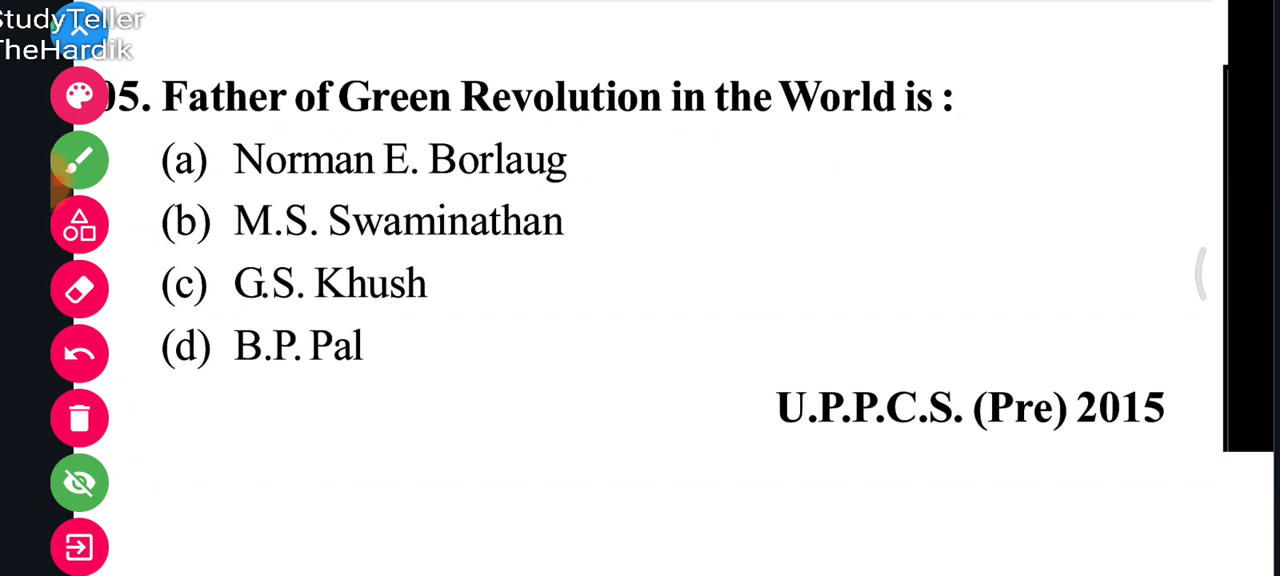 StudyTeller
TheHardik
05. Father of Green Revolution in the World is :
(a) Norman E. Borlaug
(b) M.S. Swaminathan
(c) G.S. Khush
(d) B.P. Pal
U.P.P.C.S. (Pre) 2015